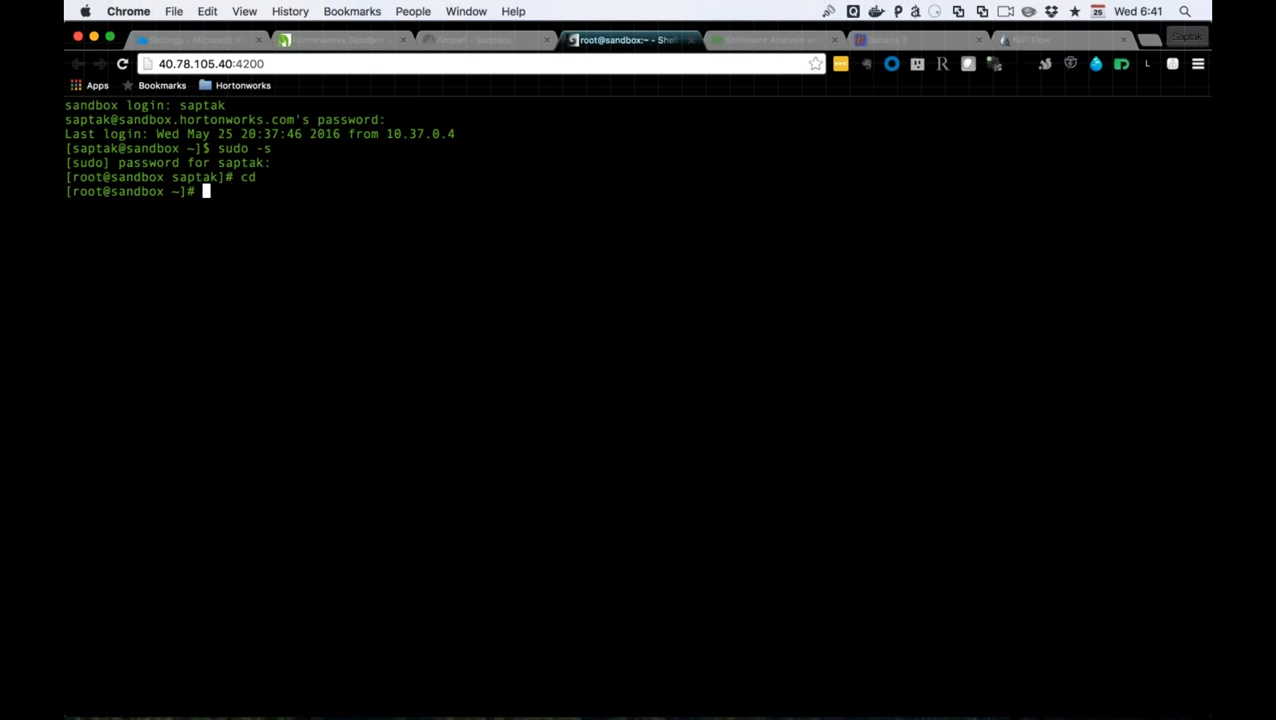 Chrome File Edit View History Bookmarks People Window Help Wed 6:41
root@sandbox:~ - She Saptak
40.78.105.40:4200
Apps Bookmarks Hortonworks
sandbox login: saptak
saptak@sandbox.hortonworks.com's password:
Last login: Wed May 25 20:37:46 2016 from 10.37.0.4
[saptak@sandbox ~]$ sudo -s
[sudo] password for saptak:
[root@sandbox saptak]# cd
[root@sandbox ~]#